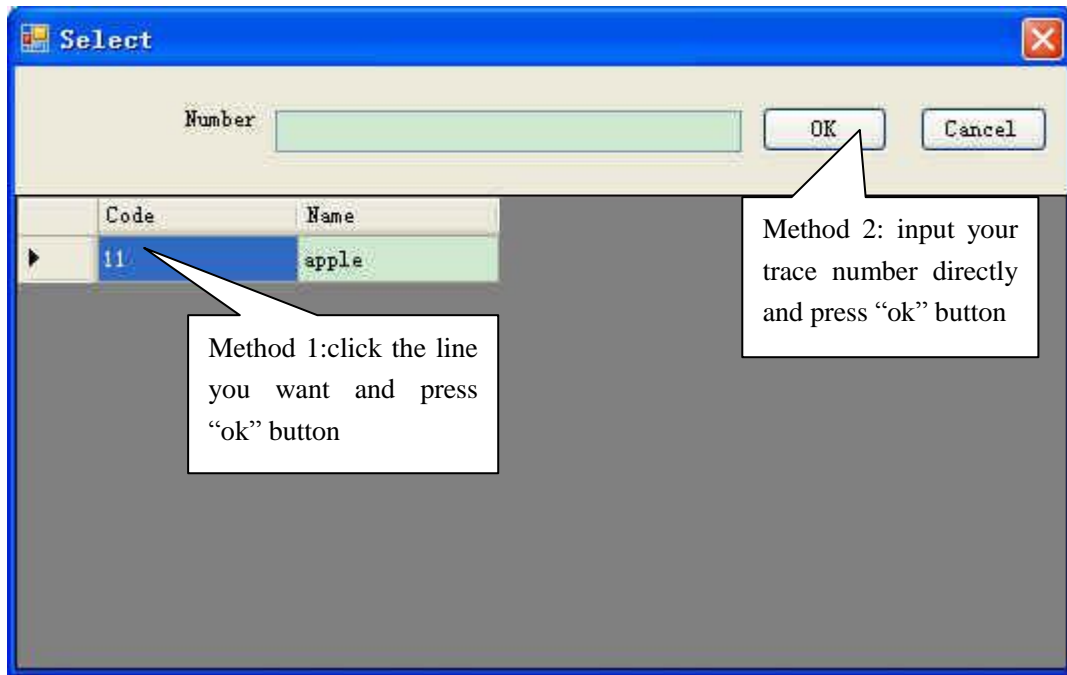 Select
Number
OK
Cancel
Code Name
11 apple
Method 1:click the line
you want and press
“ok” button
Method 2: input your
trace number directly
and press “ok” button